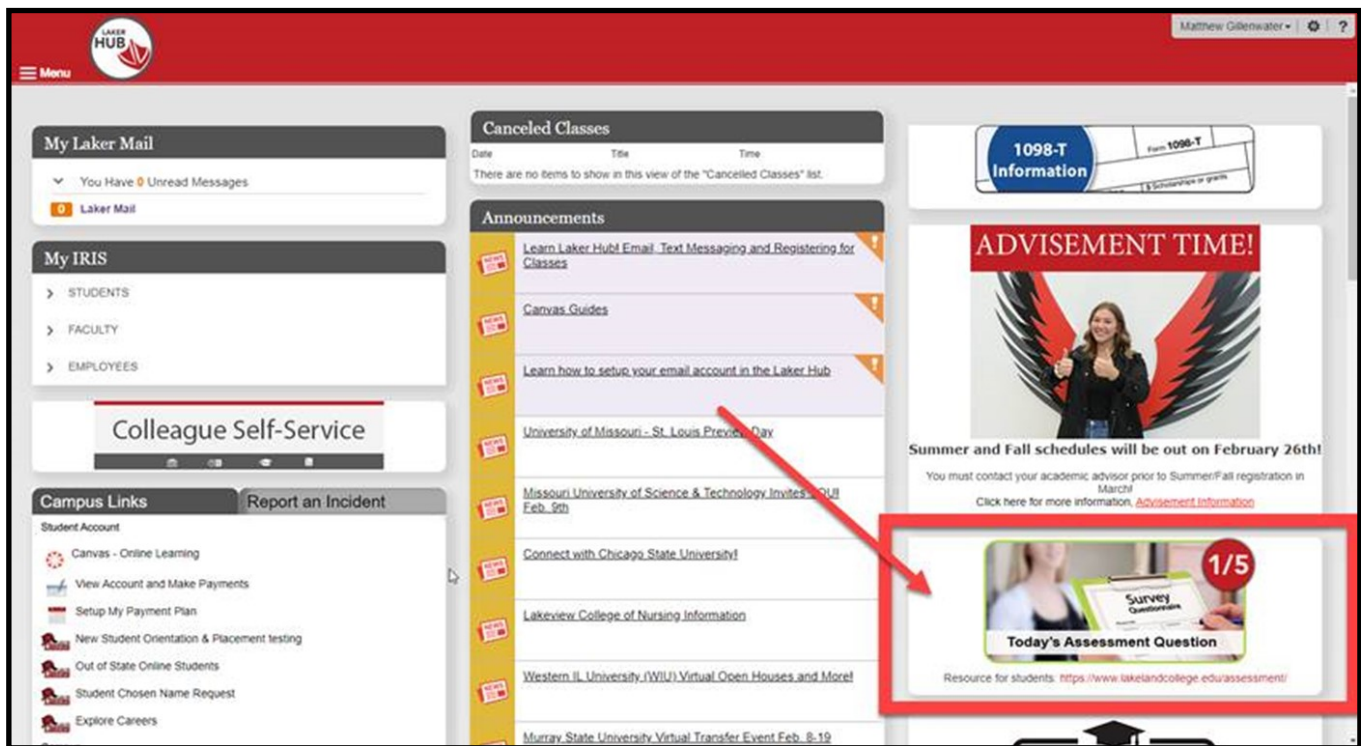 LAKER
HUB
Menu
Matthew Gillenwater
?
My Laker Mail
You Have 0 Unread Messages
0 Laker Mail
My IRIS
STUDENTS
FACULTY
EMPLOYEES
Colleague Self-Service
Campus Links
Report an Incident
Student Account
Canvas - Online Learning
View Account and Make Payments
Setup My Payment Plan
New Student Orientation & Placement testing
Out of State Online Students
Student Chosen Name Request
Explore Careers
Canceled Classes
Date Title Time
There are no items to show in this view of the "Cancelled Classes" list.
Announcements
Learn Laker Hub! Email, Text Messaging and Registering for
Classes
Canvas Guides
Learn how to setup your email account in the Laker Hub
University of Missouri - St. Louis Preview Day
Missouri University of Science & Technology Invites YOU!
Feb. 9th
Connect with Chicago State University!
Lakeview College of Nursing Information
Western IL University (WIU) Virtual Open Houses and More!
Murray State University Virtual Transfer Event Feb. 8-19
1098-T
Information
Form 1098-T
5 Scholarships or grants
ADVISEMENT TIME!
Summer and Fall schedules will be out on February 26th!
You must contact your academic advisor prior to Summer/Fall registration in
March!
Click here for more information, Advisement Information
1/5
Survey
Questionnaire
Today's Assessment Question
Resource for students: https://www.lakelandcollege.edu/assessment/